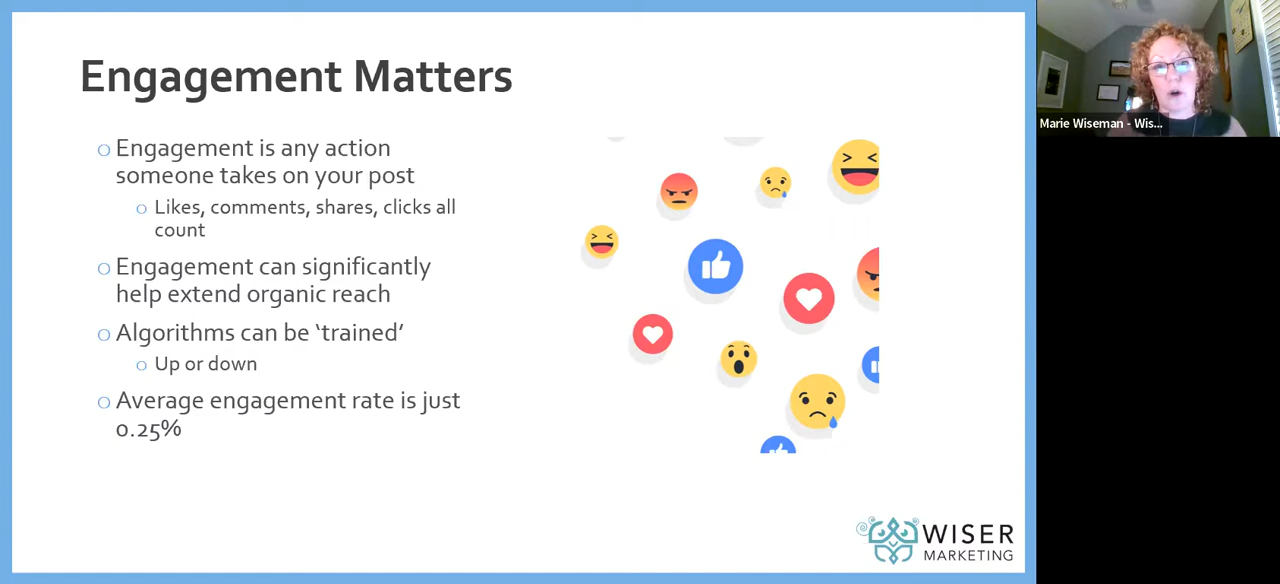 Engagement Matters
Engagement is any action
someone takes on your post
Likes, comments, shares, clicks all
count
Engagement can significantly
help extend organic reach
Algorithms can be ‘trained’
Up or down
Average engagement rate is just
0.25%
WISER
MARKETING
Marie Wiseman - Wis...